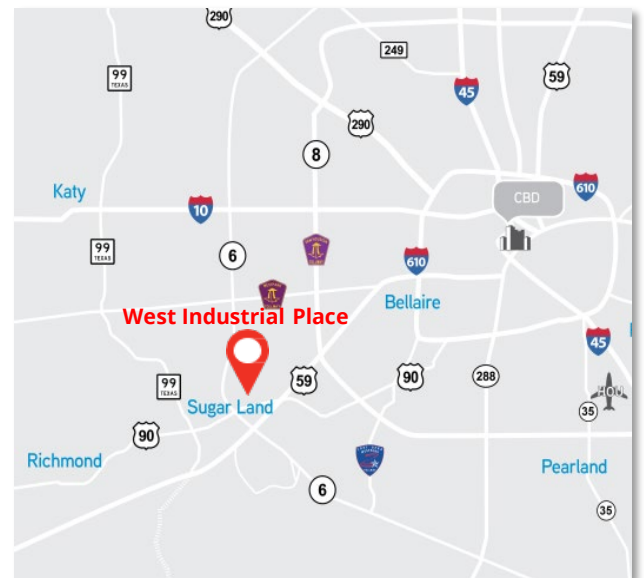 290
249
99
TEXAS
59
45
290
8
Katy
610
CBD
10
99
TEXAS
6
610
Bellaire
West Industrial Place
45
HOU
59
90
288
99
TEXAS
35
Sugar Land
90
Richmond
Pearland
6
35